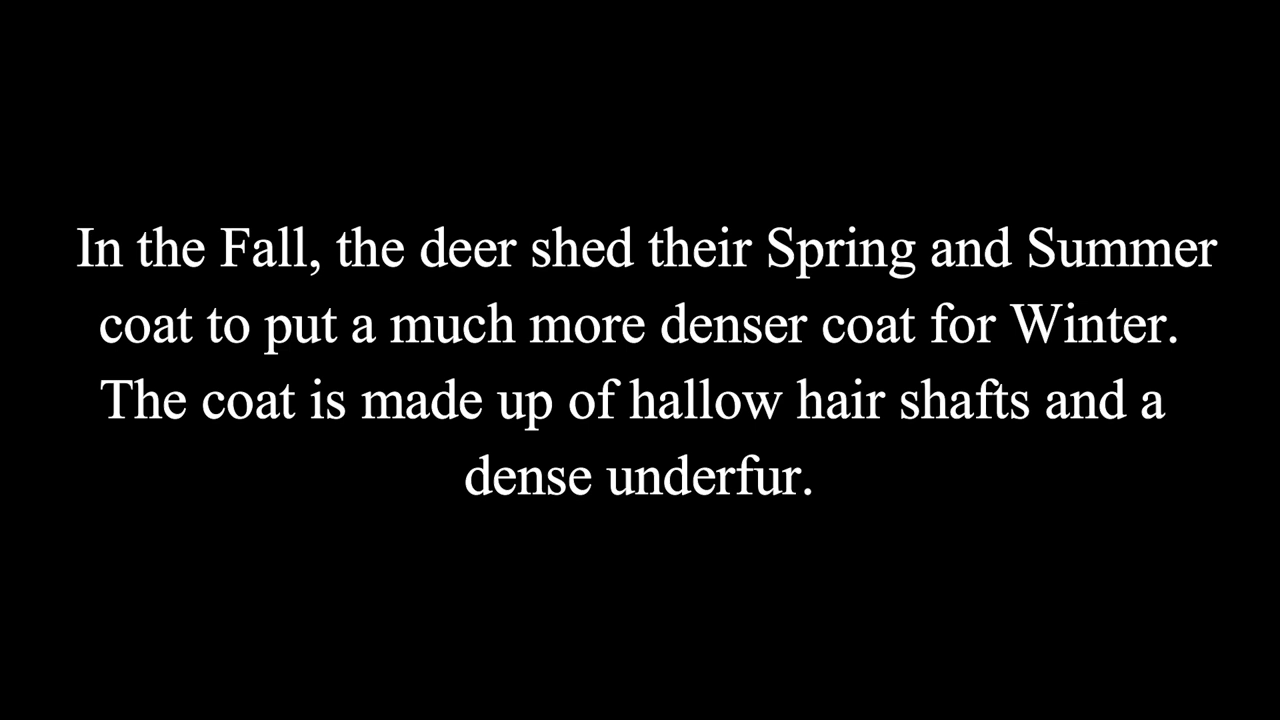 In the Fall, the deer shed their Spring and Summer
coat to put a much more denser coat for Winter.
The coat is made up of hallow hair shafts and a
dense underfur.